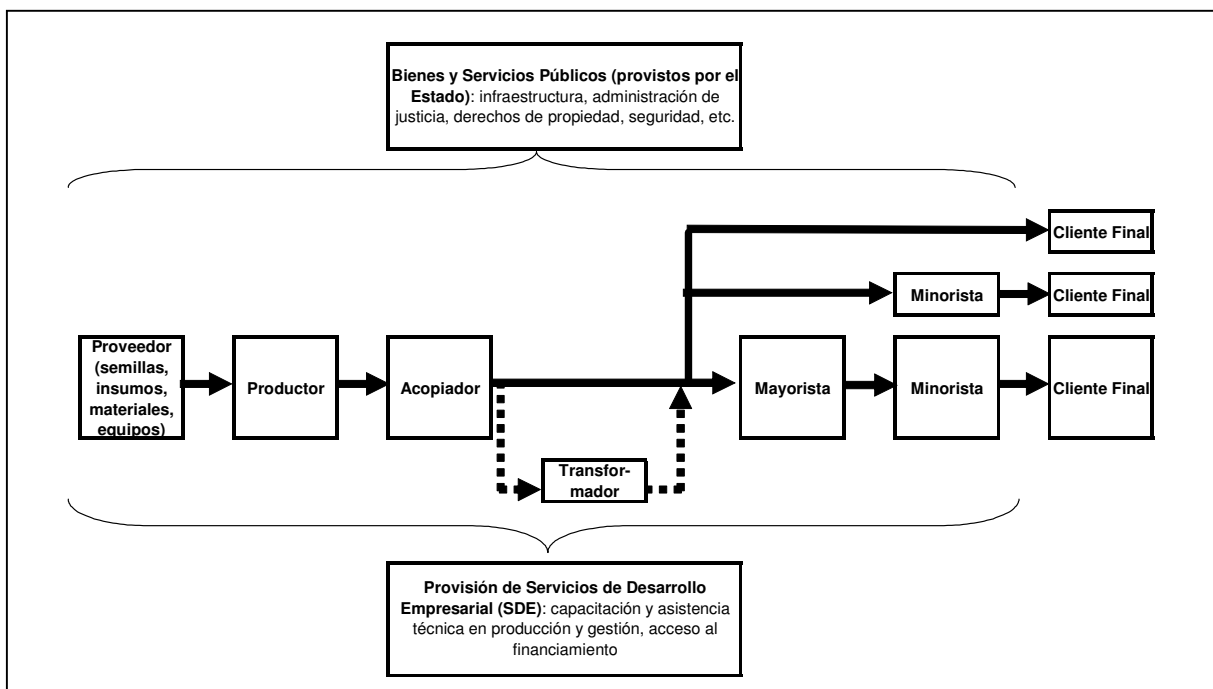 Bienes y Servicios Públicos (provistos por el
Estado): infraestructura, administración de
justicia, derechos de propiedad, seguridad, etc.
Cliente Final
Minorista
Cliente Final
Proveedor
(semillas,
insumos,
materiales,
equipos)
Productor
Acopiador
Mayorista
Minorista
Cliente Final
Transfor-
mador
Provisión de Servicios de Desarrollo
Empresarial (SDE): capacitación y asistencia
técnica en producción y gestión, acceso al
financiamiento